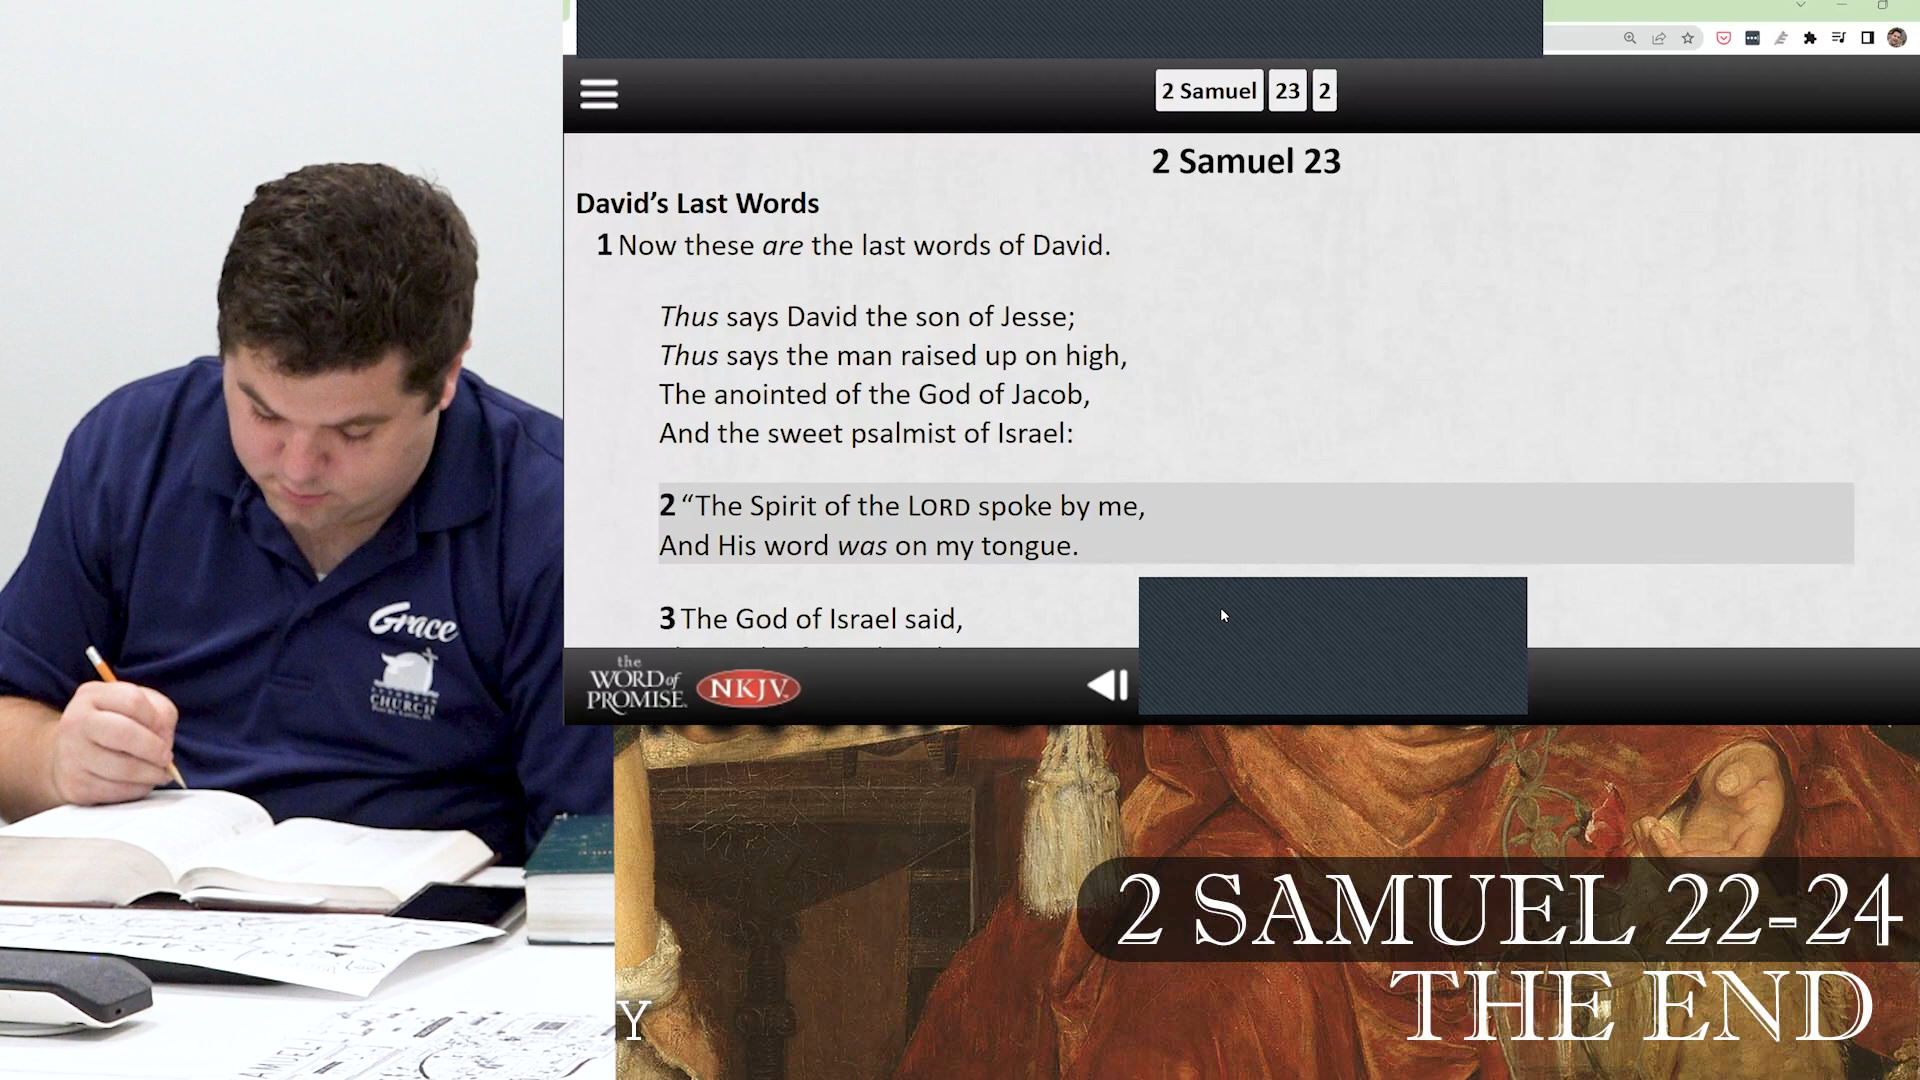 2 Samuel 23 2
2 Samuel 23
David's Last Words
1 Now these are the last words of David.
Thus says David the son of Jesse;
Thus says the man raised up on high,
The anointed of the God of Jacob,
And the sweet psalmist of Israel:
2 “The Spirit of the LORD spoke by me,
And His word was on my tongue.
3 The God of Israel said,
the
WORD of
PROMISE
NKJV
Grace
CHURCH
2 SAMUEL 22-24
THE END
Y